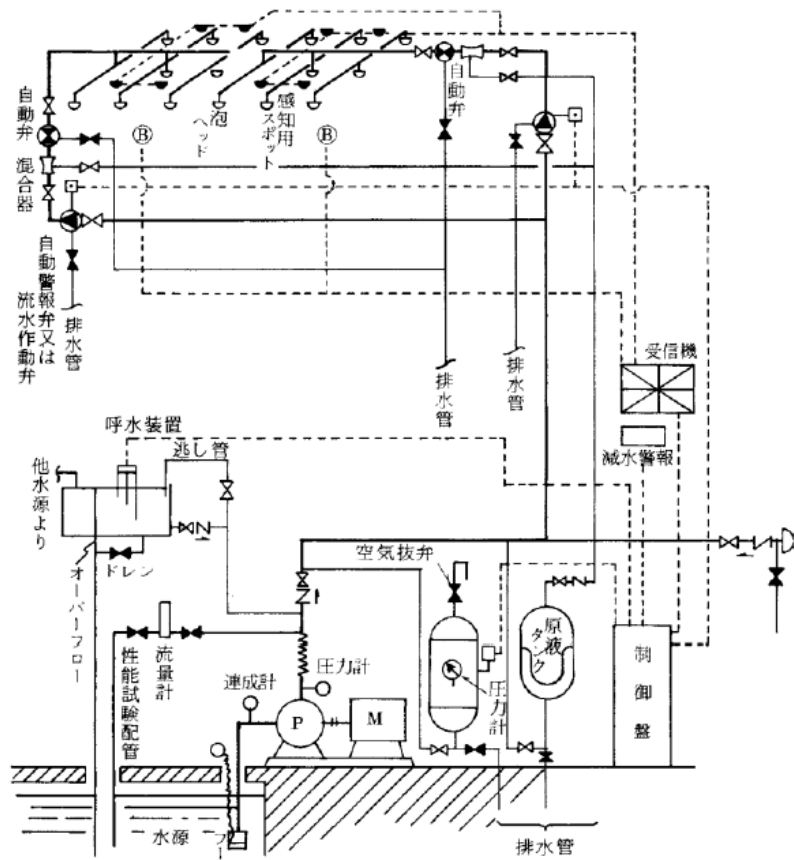 自動弁
泡ヘッド
感知用スポット
Ⓑ
Ⓑ
自動弁
混合器
自動警報弁又は
流水作動弁
排水管
排水管
排水管
受信機
減水警報
呼水装置
逃し管
他水源より
ドレン
オーバーフロー
空気抜弁
原液タンク
制御盤
性能試験配管
流量計
連成計
圧力計
P
M
圧力計
水源
排水管